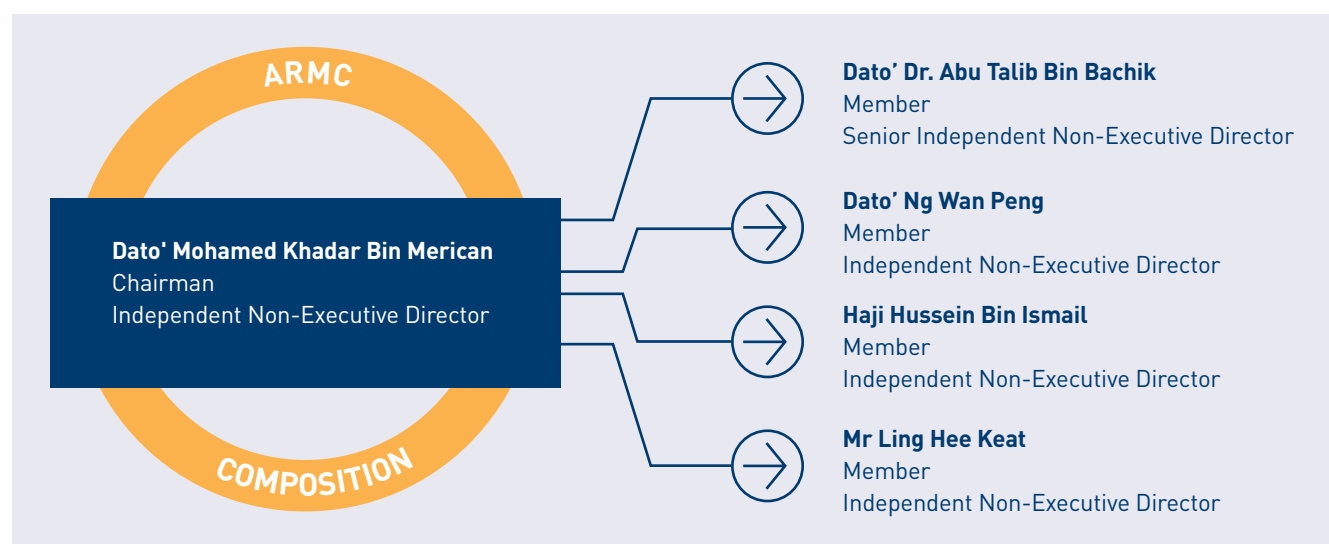 ARMC
COMPOSITION
Dato' Mohamed Khadar Bin Merican
Chairman
Independent Non-Executive Director
Dato’ Dr. Abu Talib Bin Bachik
Member
Senior Independent Non-Executive Director
Dato’ Ng Wan Peng
Member
Independent Non-Executive Director
Haji Hussein Bin Ismail
Member
Independent Non-Executive Director
Mr Ling Hee Keat
Member
Independent Non-Executive Director